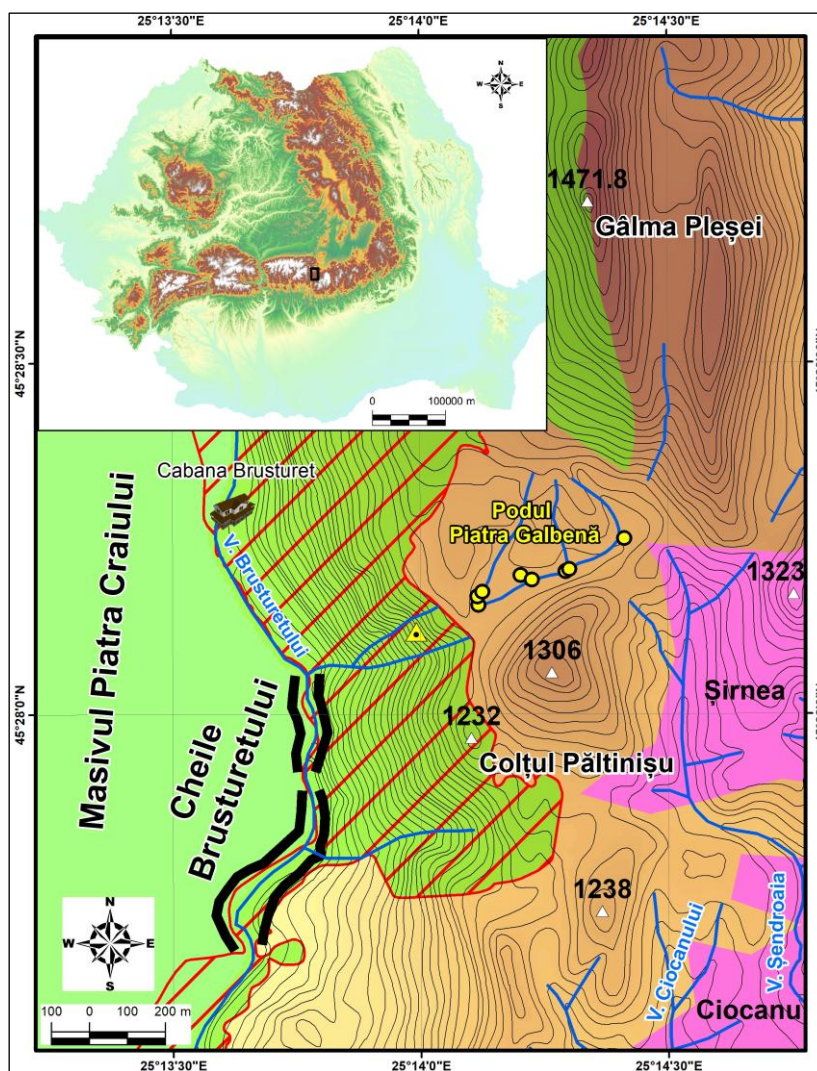 25°13'30"E
25°14'0"E
25°14'30"E
N
W
E
S
0
100000 m
45°28'30"N
1471.8
Gâlma Pleșei
Cabana Brusturet
Podul
Piatra Galbenă
Masivul Piatra Craiului
V. Brusturetului
1323
1306
Șirnea
45°28'0"N
1232
Colțul Păltinișu
Cheile
Brusturetului
1238
V. Ciocanului
V. Șendroaia
Ciocanu
N
W
E
S
100
0
100
200 m
25°13'30"E
25°14'0"E
25°14'30"E